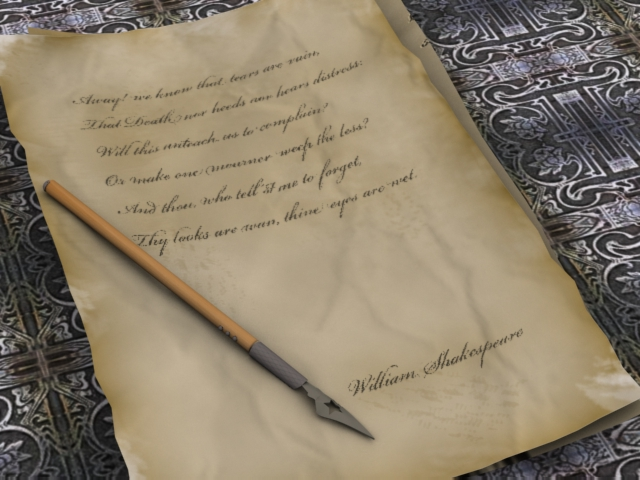 Away! we know that tears are vain,
That Death nor heeds nor hears distress:
Will this unteach us to complain?
Or make one mourner weep the less?
And thou, who tell'st me to forget,
Thy looks are wan, thine eyes are wet.
William Shakespeare